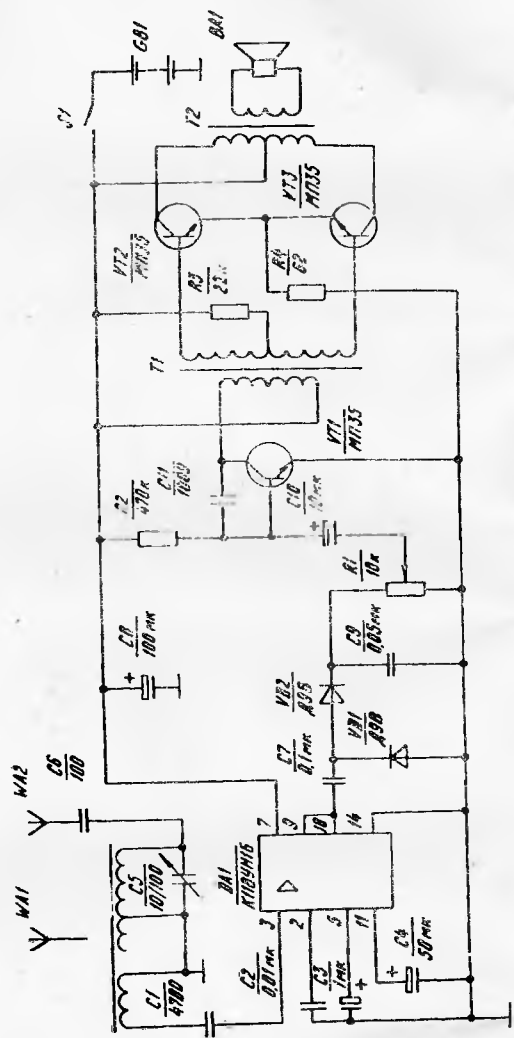 WA1
WA2
C6
100
C5
10/100
C1
4700
C2
0,01мк
3
DA1
К118УН1Б
7
9
10
14
2
5
11
C3
1мк
+
C4
50мк
+
C7
0,1мк
VD2
Д9Б
VD1
Д9В
C9
0,05мк
R1
10к
C8
100мк
+
R2
470к
C11
C10
+
VT1
МП35
T1
R3
22к
R4
62
VT2
МП35
VT3
МП35
T2
S1
GB1
BA1